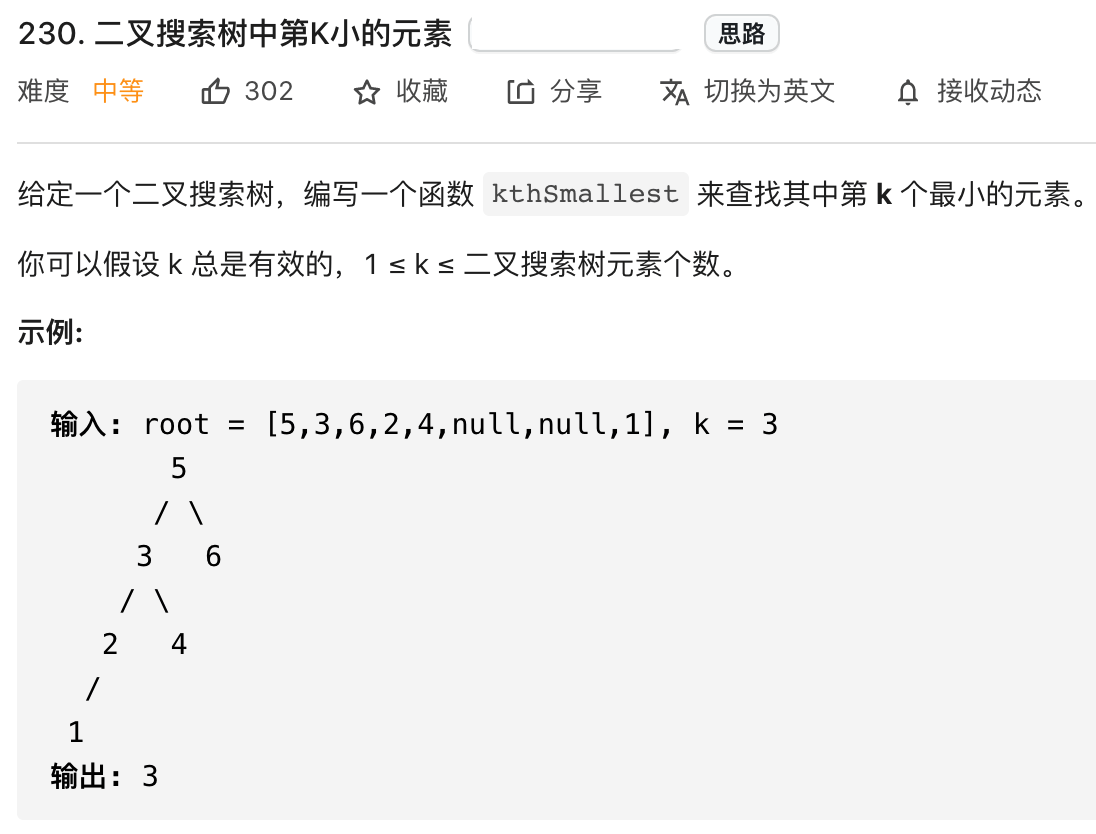 230. 二叉搜索树中第K小的元素 思路
难度 中等 302 收藏 分享 切换为英文 接收动态
给定一个二叉搜索树，编写一个函数 kthSmallest 来查找其中第 k 个最小的元素。
你可以假设 k 总是有效的，1 ≤ k ≤ 二叉搜索树元素个数。
示例:
输入: root = [5,3,6,2,4,null,null,1], k = 3
5
/ \
3 6
/ \
2 4
/
1
输出: 3